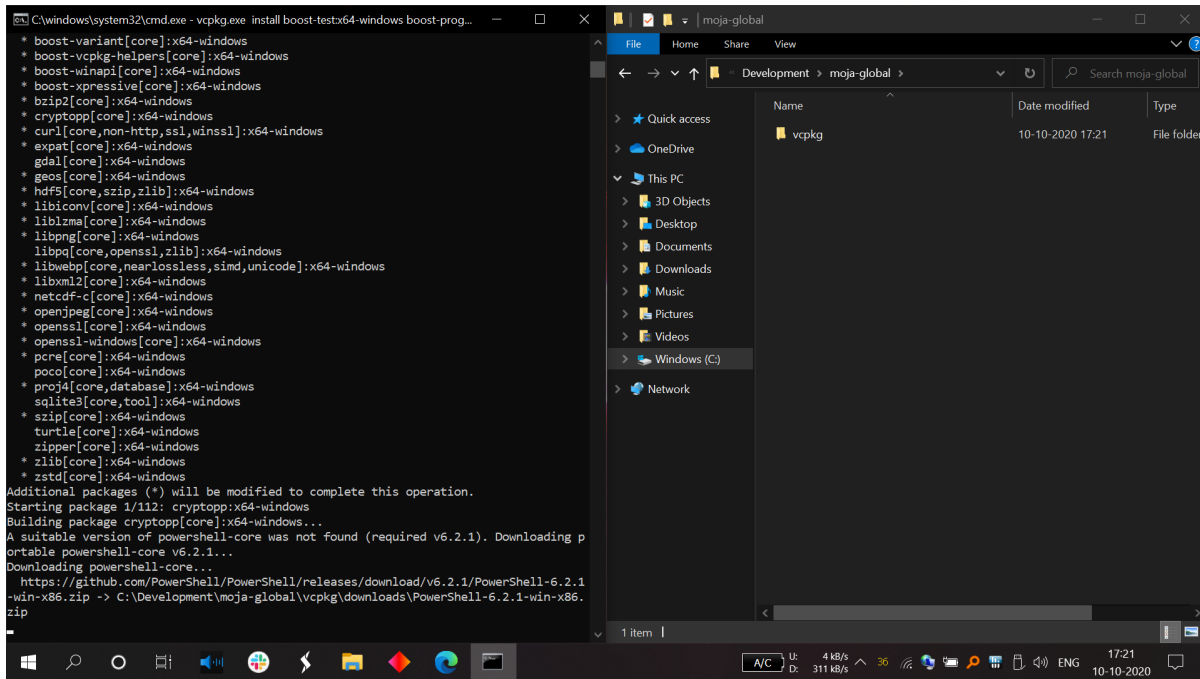 C:\windows\system32\cmd.exe - vcpkg.exe install boost-test:x64-windows boost-prog...
* boost-variant[core]:x64-windows
* boost-vcpkg-helpers[core]:x64-windows
* boost-winapi[core]:x64-windows
* boost-xpressive[core]:x64-windows
* bzip2[core]:x64-windows
* cryptopp[core]:x64-windows
* curl[core,non-http,ssl,winssl]:x64-windows
* expat[core]:x64-windows
gdal[core]:x64-windows
* geos[core]:x64-windows
* hdf5[core,szip,zlib]:x64-windows
* libiconv[core]:x64-windows
* liblzma[core]:x64-windows
* libpng[core]:x64-windows
libpq[core,openssl,zlib]:x64-windows
* libwebp[core,nearlossless,simd,unicode]:x64-windows
* libxml2[core]:x64-windows
* netcdf-c[core]:x64-windows
* openjpeg[core]:x64-windows
* openssl[core]:x64-windows
* openssl-windows[core]:x64-windows
* pcre[core]:x64-windows
poco[core]:x64-windows
* proj4[core,database]:x64-windows
sqlite3[core,tool]:x64-windows
* szip[core]:x64-windows
turtle[core]:x64-windows
zipper[core]:x64-windows
* zlib[core]:x64-windows
* zstd[core]:x64-windows
Additional packages (*) will be modified to complete this operation.
Starting package 1/112: cryptopp:x64-windows
Building package cryptopp[core]:x64-windows...
A suitable version of powershell-core was not found (required v6.2.1). Downloading p
ortable powershell-core v6.2.1...
Downloading powershell-core...
https://github.com/PowerShell/PowerShell/releases/download/v6.2.1/PowerShell-6.2.1
-win-x86.zip -> C:\Development\moja-global\vcpkg\downloads\PowerShell-6.2.1-win-x86.
zip
moja-global
File Home Share View
Development > moja-global >
Search moja-global
Name Date modified Type
vcpkg 10-10-2020 17:21 File folder
Quick access
OneDrive
This PC
3D Objects
Desktop
Documents
Downloads
Music
Pictures
Videos
Windows (C:)
Network
1 item
A/C U: 4 kB/s 36 ENG 17:21
D: 311 kB/s 10-10-2020